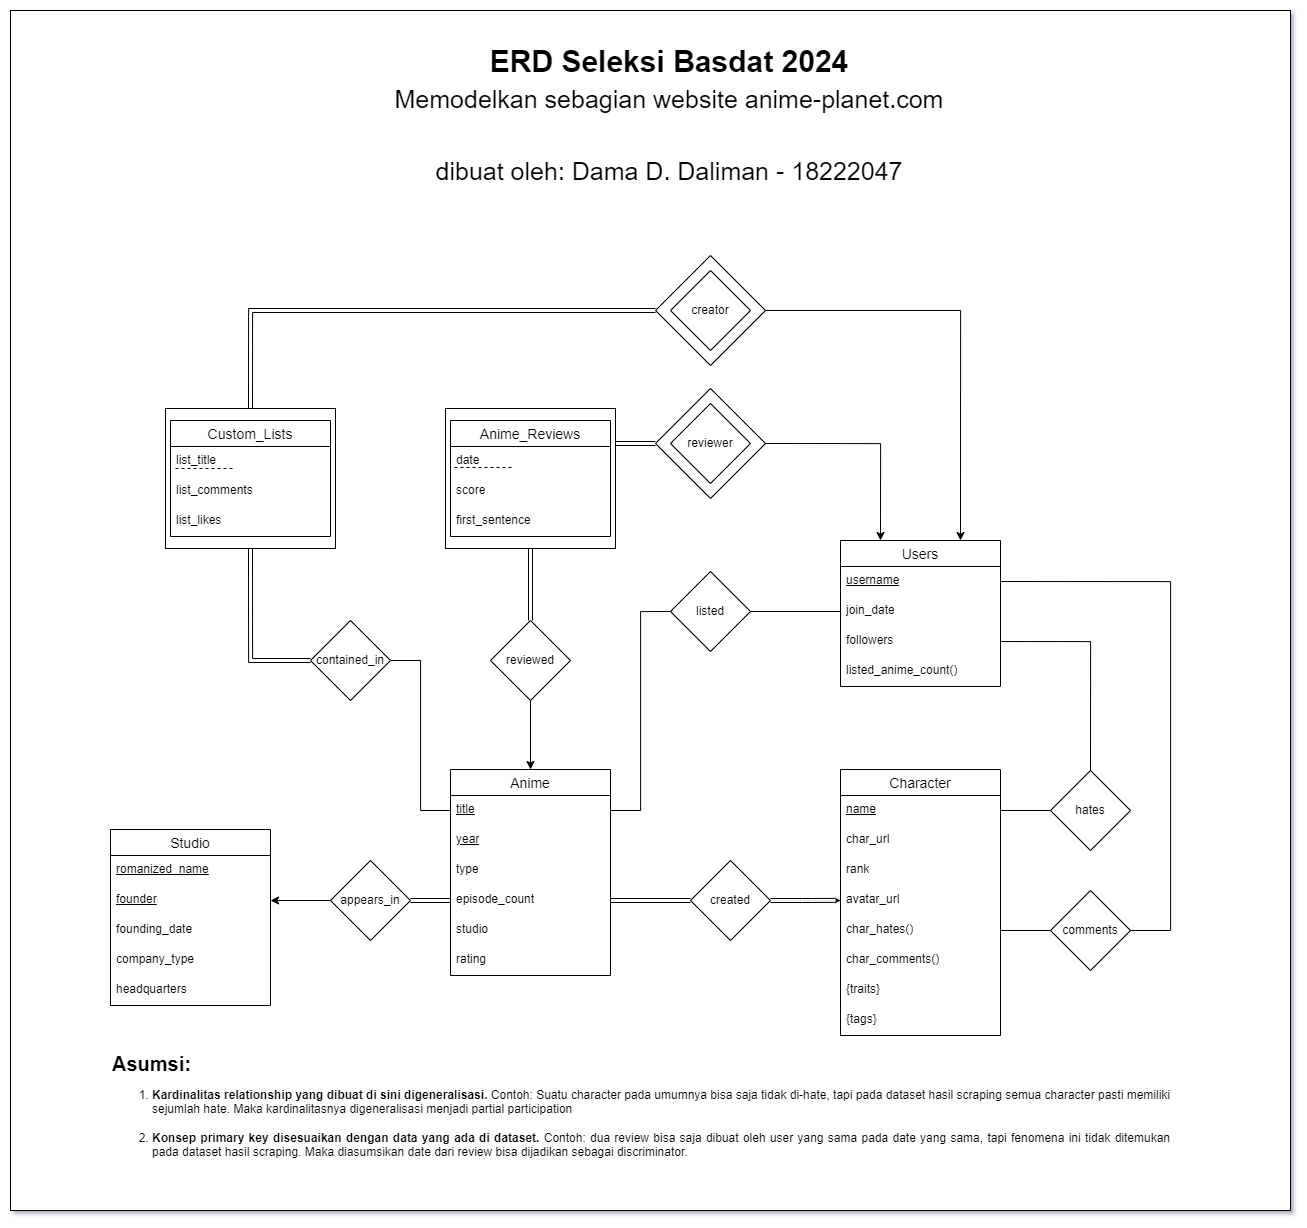 ERD Seleksi Basdat 2024
Memodelkan sebagian website anime-planet.com
dibuat oleh: Dama D. Daliman - 18222047
creator
Custom_Lists
list_title
list_comments
list_likes
Anime_Reviews
date
score
first_sentence
reviewer
Users
username
join_date
followers
listed_anime_count()
listed
contained_in
reviewed
Anime
title
year
type
episode_count
studio
rating
Character
name
char_url
rank
avatar_url
char_hates()
char_comments()
{traits}
{tags}
hates
comments
Studio
romanized_name
founder
founding_date
company_type
headquarters
appears_in
created
Asumsi:
1. Kardinalitas relationship yang dibuat di sini digeneralisasi. Contoh: Suatu character pada umumnya bisa saja tidak di-hate, tapi pada dataset hasil scraping semua character pasti memiliki
sejumlah hate. Maka kardinalitasnya digeneralisasi menjadi partial participation
2. Konsep primary key disesuaikan dengan data yang ada di dataset. Contoh: dua review bisa saja dibuat oleh user yang sama pada date yang sama, tapi fenomena ini tidak ditemukan
pada dataset hasil scraping. Maka diasumsikan date dari review bisa dijadikan sebagai discriminator.